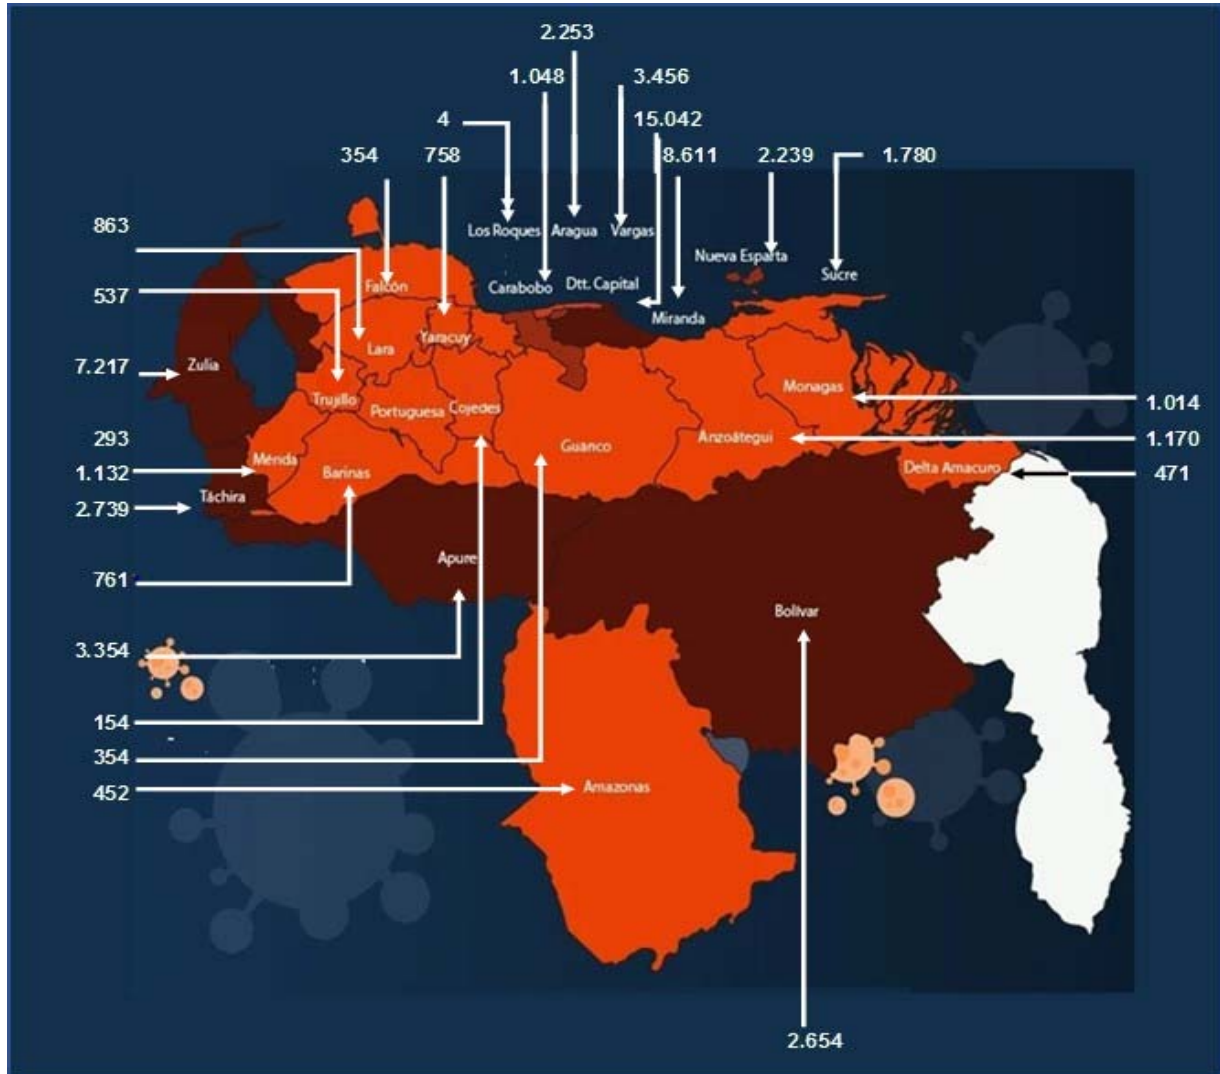 2.253
1.048
3.456
4
15.042
354
758
8.611
2.239
1.780
863
Los Roques
Aragua
Vargas
Nueva Esparta
Sucre
537
Falcón
Carabobo
Dtt. Capital
Miranda
Yaracuy
Lara
7.217
Zulia
Trujillo
Portuguesa
Cojedes
Monagas
1.014
293
Guanco
Anzoátegui
1.170
1.132
Mérida
Barinas
Delta Amacuro
471
2.739
Táchira
761
Apure
Bolívar
3.354
154
354
452
Amazonas
2.654